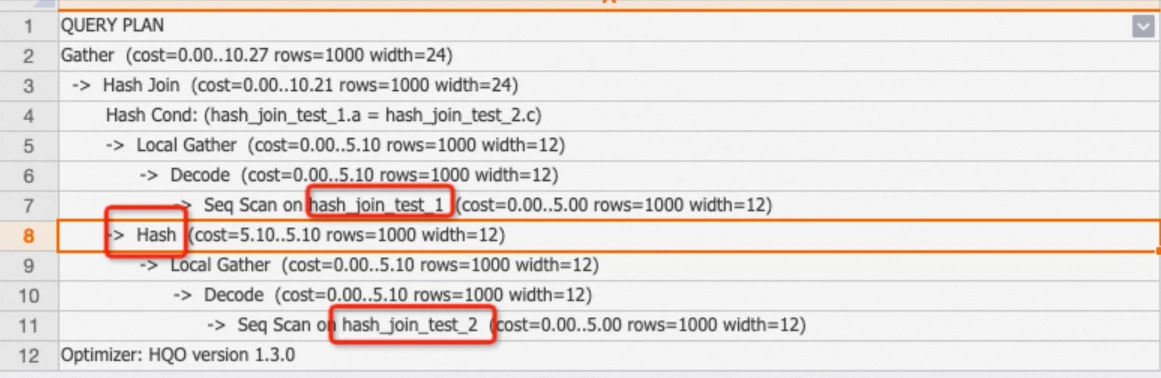 1 QUERY PLAN
2 Gather (cost=0.00..10.27 rows=1000 width=24)
3 -> Hash Join (cost=0.00..10.21 rows=1000 width=24)
4 Hash Cond: (hash_join_test_1.a = hash_join_test_2.c)
5 -> Local Gather (cost=0.00..5.10 rows=1000 width=12)
6 -> Decode (cost=0.00..5.10 rows=1000 width=12)
7 -> Seq Scan on hash_join_test_1 (cost=0.00..5.00 rows=1000 width=12)
8 -> Hash (cost=5.10..5.10 rows=1000 width=12)
9 -> Local Gather (cost=0.00..5.10 rows=1000 width=12)
10 -> Decode (cost=0.00..5.10 rows=1000 width=12)
11 -> Seq Scan on hash_join_test_2 (cost=0.00..5.00 rows=1000 width=12)
12 Optimizer: HQO version 1.3.0